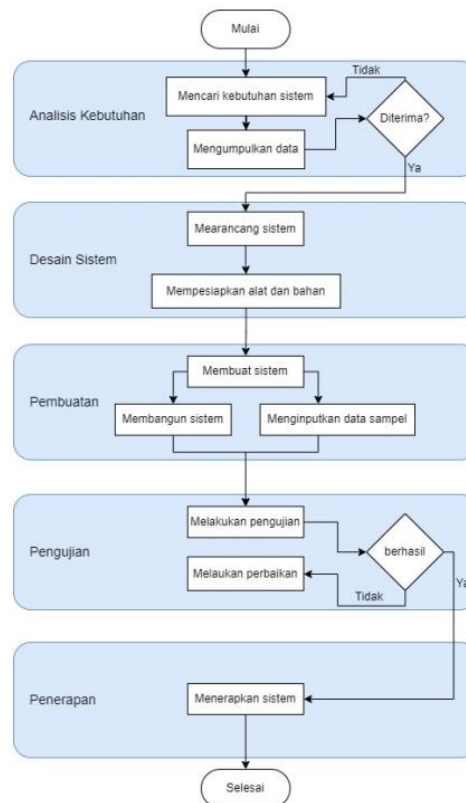 Mulai
Tidak
Mencari kebutuhan sistem
Analisis Kebutuhan
Diterima?
Mengumpulkan data
Ya
Mearancang sistem
Desain Sistem
Mempesiapkan alat dan bahan
Membuat sistem
Pembuatan
Membangun sistem
Menginputkan data sampel
Melakukan pengujian
Pengujian
berhasil
Melaukan perbaikan
Tidak
Ya
Penerapan
Menerapkan sistem
Selesai